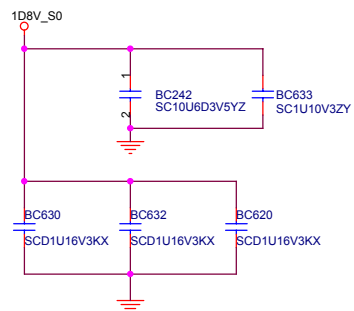 1D8V_S0
1
2
BC242
SC10U6D3V5YZ
BC633
SC1U10V3ZY
BC630
SCD1U16V3KX
BC632
SCD1U16V3KX
BC620
SCD1U16V3KX